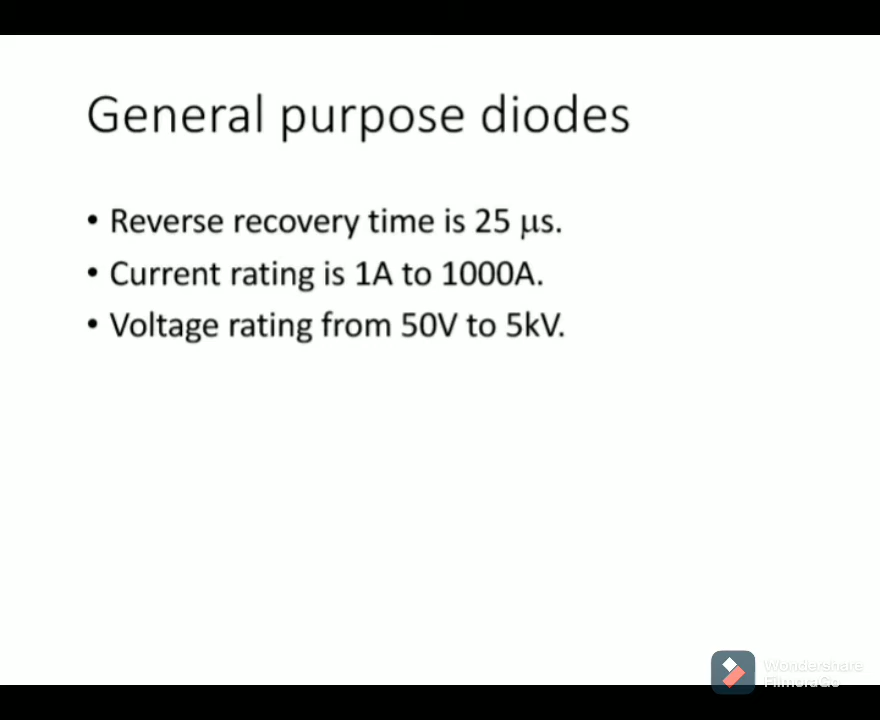 General purpose diodes
• Reverse recovery time is 25 μs.
• Current rating is 1A to 1000A.
• Voltage rating from 50V to 5kV.
Wondershare
FilmoraGo